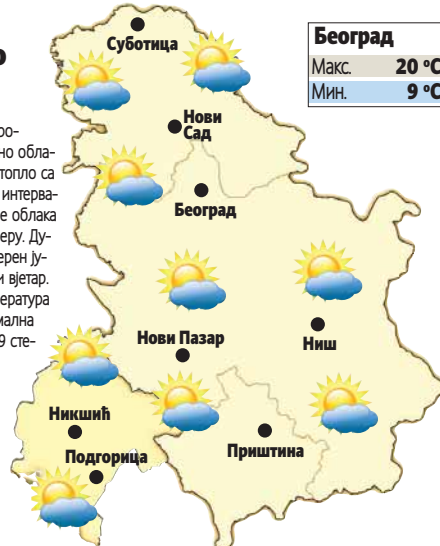 Суботица
Београд
Макс. 20 °C
Мин. 9 °C
но обла-
топло са
интерва-
е облака
еру. Ду-
ерен ју-
и вјетар.
ература
мална
9 сте-
Нови
Сад
Београд
Нови Пазар
Ниш
Никшић
Подгорица
Приштина